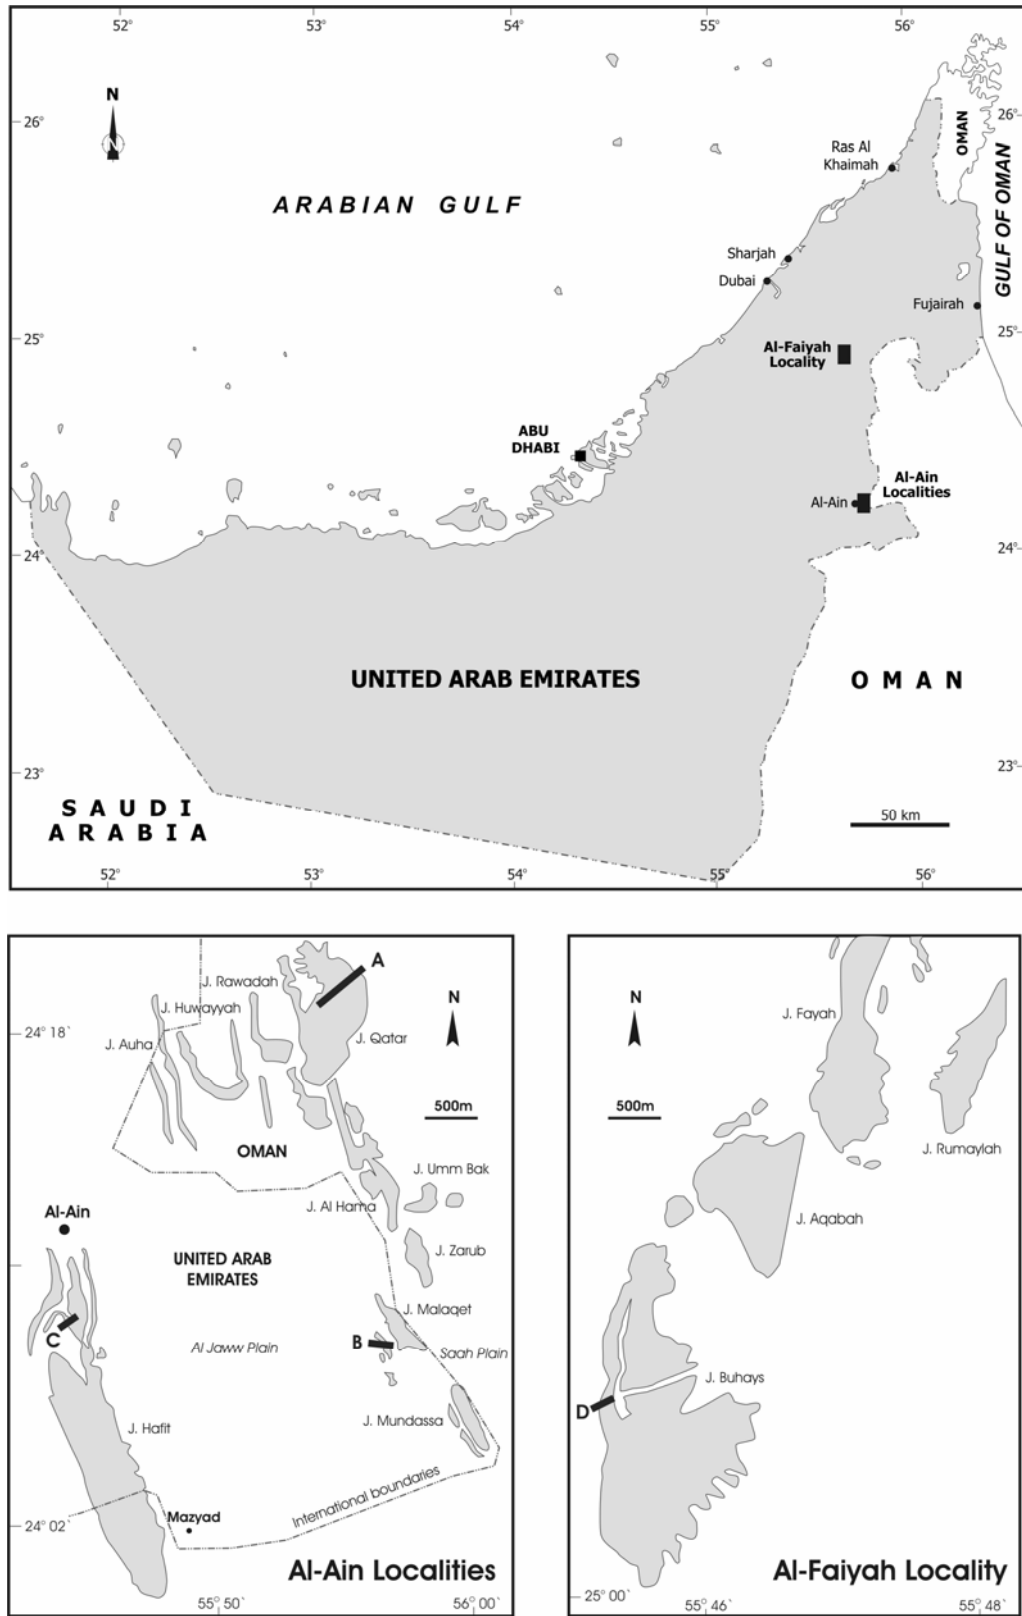 52° 53° 54° 55° 56°
N
N
26° 26°
OMAN
Ras Al
Khaimah
GULF OF OMAN
ARABIAN GULF
Sharjah
Dubai
Fujairah
25° 25°
Al-Faiyah
Locality
ABU
DHABI
Al-Ain
Localities
Al-Ain
24° 24°
UNITED ARAB EMIRATES
OMAN
23° 23°
SAUDI
ARABIA
50 km
52° 53° 54° 55° 56°
A
J. Rawadah
N
J. Huwayyah
24° 18`
J. Auha
J. Qatar
500m
OMAN
J. Umm Bak
J. Al Hama
Al-Ain
J. Zarub
UNITED ARAB
EMIRATES
J. Malaqet
C
B
Al Jaww Plain
Saah Plain
J. Mundassa
J. Hafit
International boundaries
24° 02`
Mazyad
Al-Ain Localities
55° 50` 56° 00`
N
J. Fayah
500m
J. Rumaylah
J. Aqabah
J. Buhays
D
Al-Faiyah Locality
25° 00`
55° 46` 55° 48`